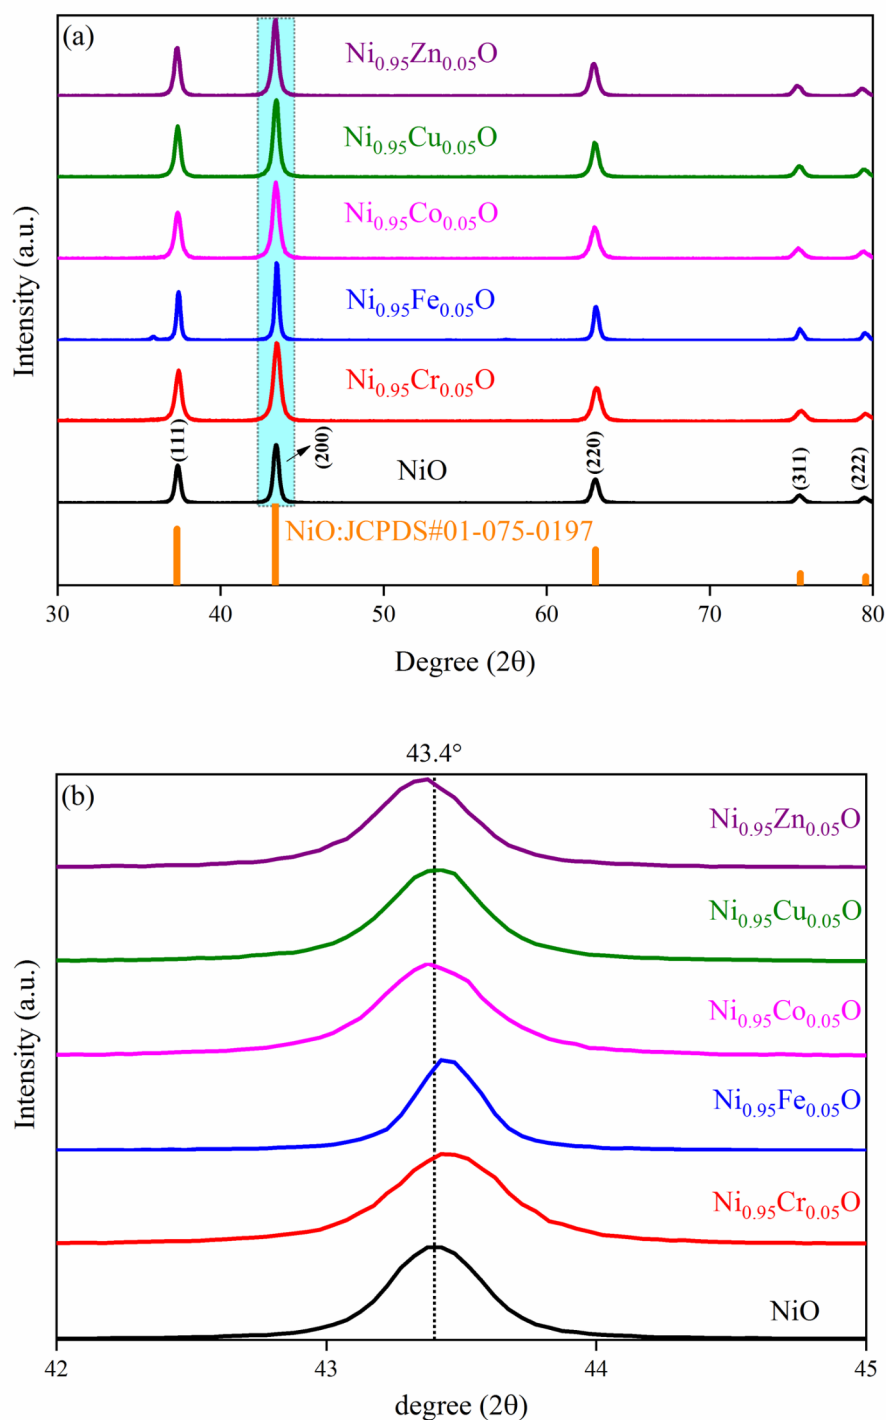 (a)
Ni0.95Zn0.05O
Ni0.95Cu0.05O
Ni0.95Co0.05O
Ni0.95Fe0.05O
Ni0.95Cr0.05O
(111)
(200)
NiO
(220)
(311)
(222)
NiO:JCPDS#01-075-0197
Intensity (a.u.)
30 40 50 60 70 80
Degree (2θ)
43.4°
(b)
Ni0.95Zn0.05O
Ni0.95Cu0.05O
Ni0.95Co0.05O
Ni0.95Fe0.05O
Ni0.95Cr0.05O
NiO
Intensity (a.u.)
42 43 44 45
degree (2θ)